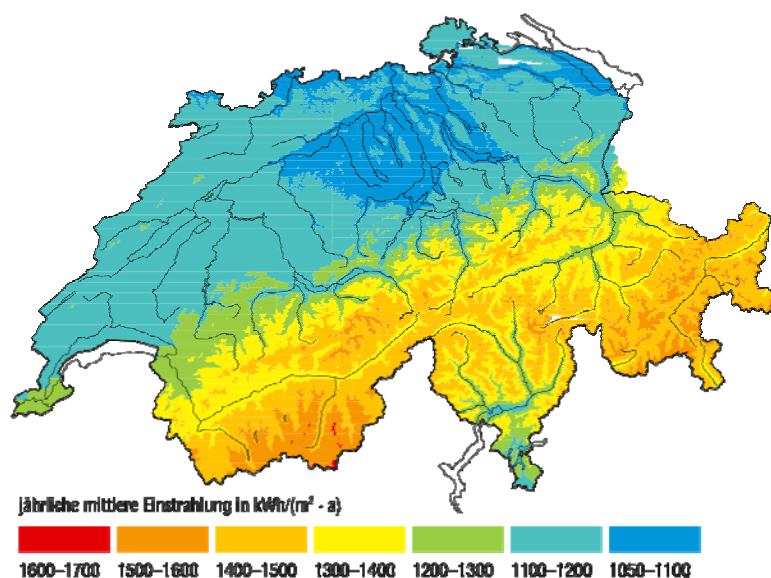 jährliche mittlere Einstrahlung in kWh/(m² · a)
1600–1700 1500–1600 1400–1500 1300–1400 1200–1300 1100–1200 1050–1100